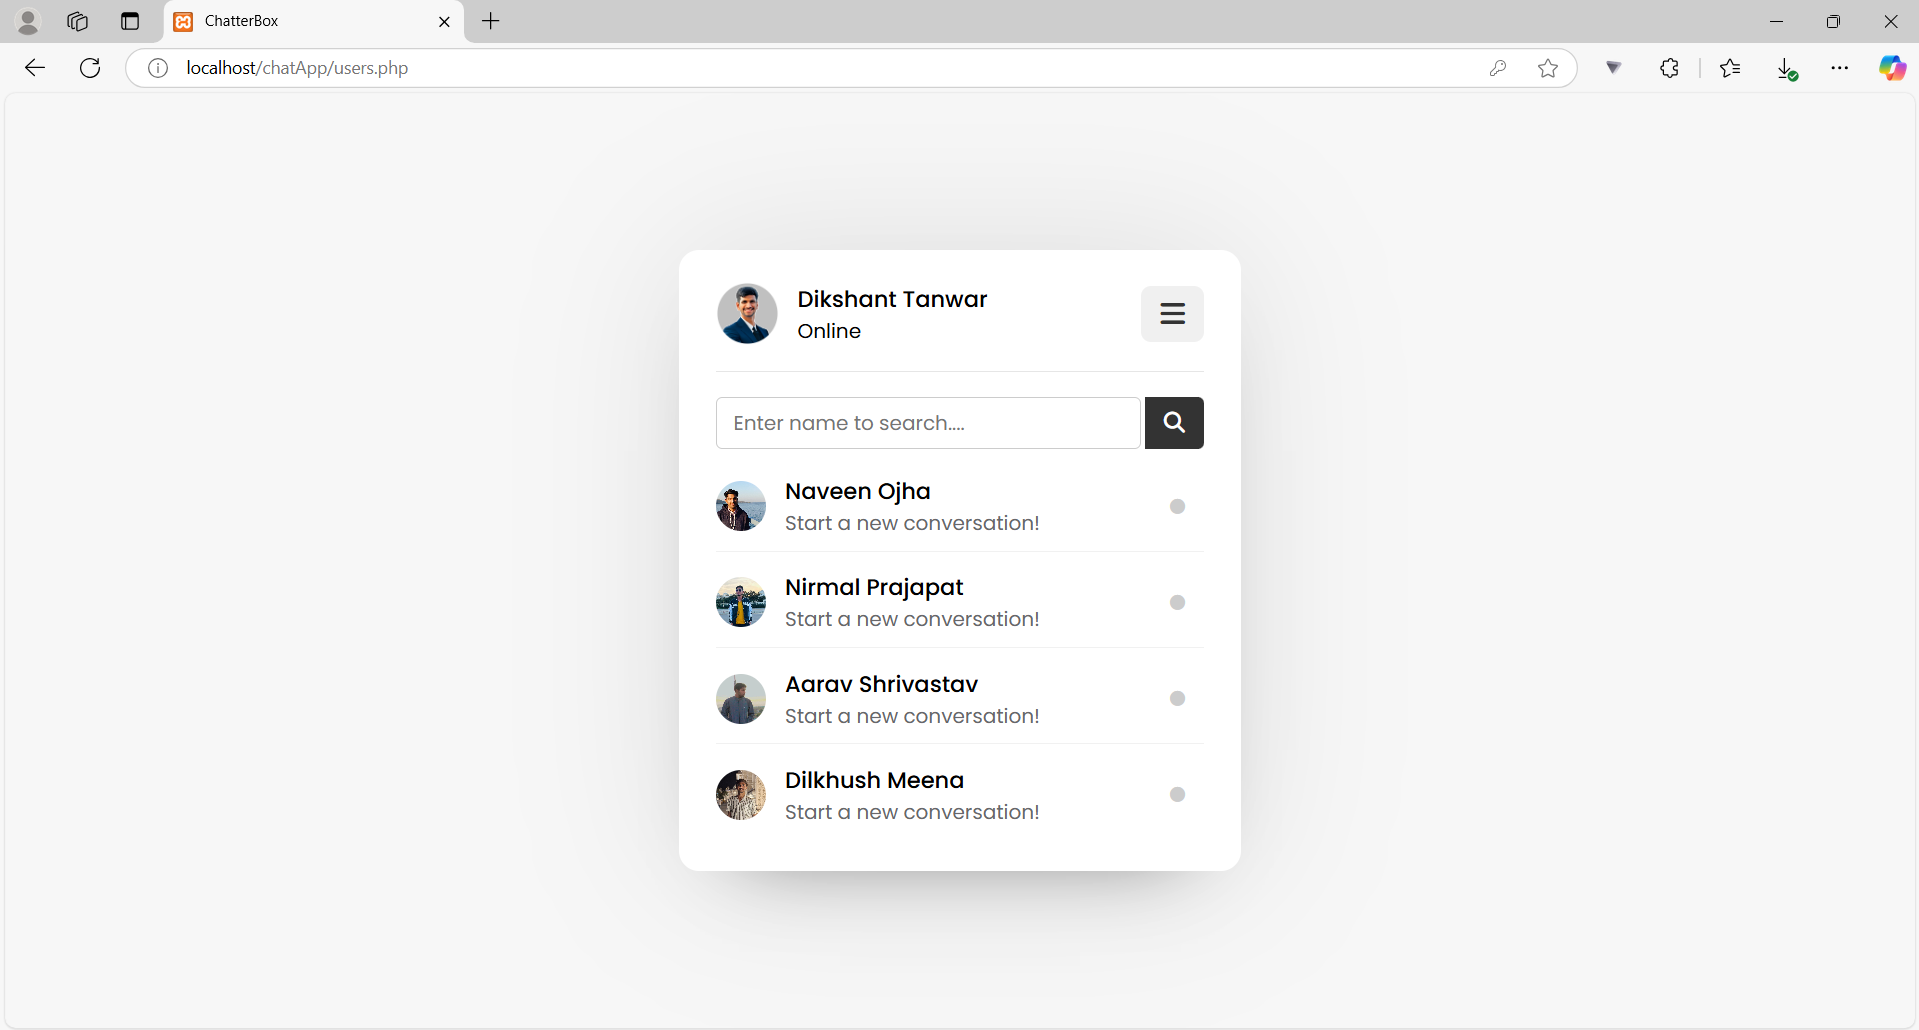 ChatterBox
localhost/chatApp/users.php
Dikshant Tanwar
Online
Enter name to search....
Naveen Ojha
Start a new conversation!
Nirmal Prajapat
Start a new conversation!
Aarav Shrivastav
Start a new conversation!
Dilkhush Meena
Start a new conversation!